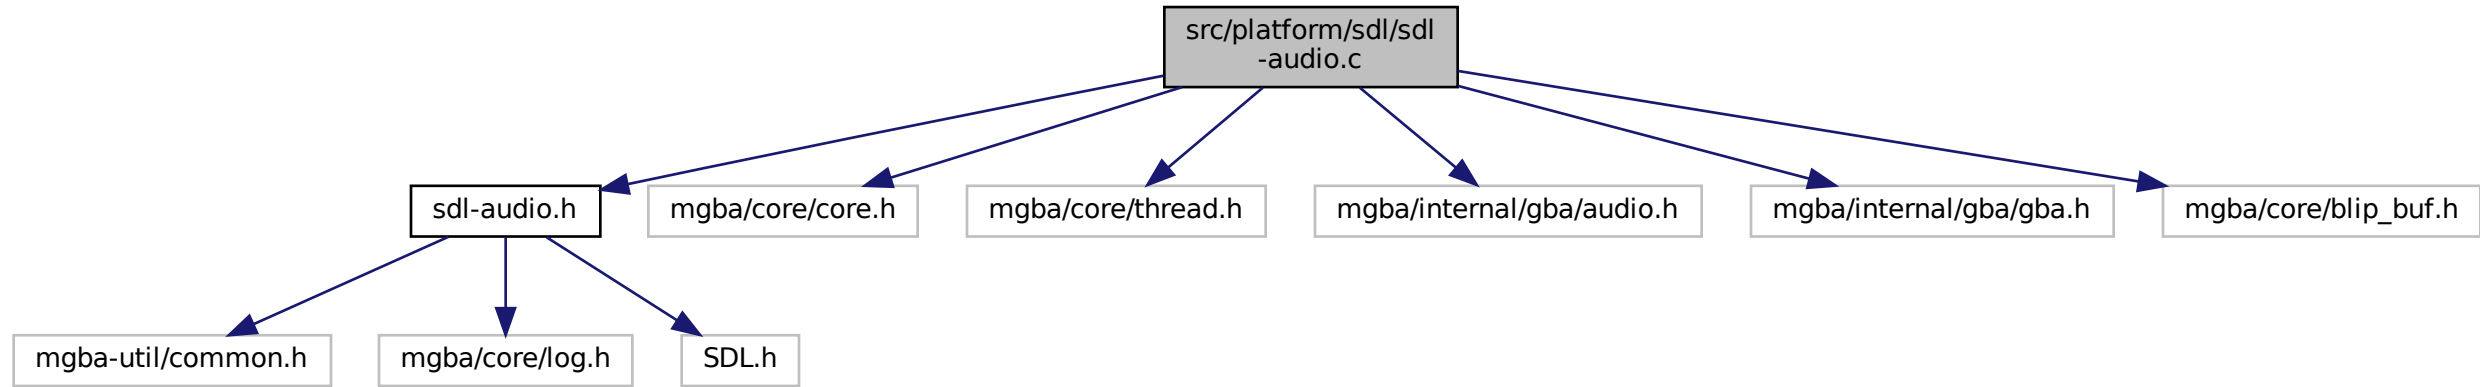 src/platform/sdl/sdl
-audio.c
sdl-audio.h
mgba/core/core.h
mgba/core/thread.h
mgba/internal/gba/audio.h
mgba/internal/gba/gba.h
mgba/core/blip_buf.h
mgba-util/common.h
mgba/core/log.h
SDL.h